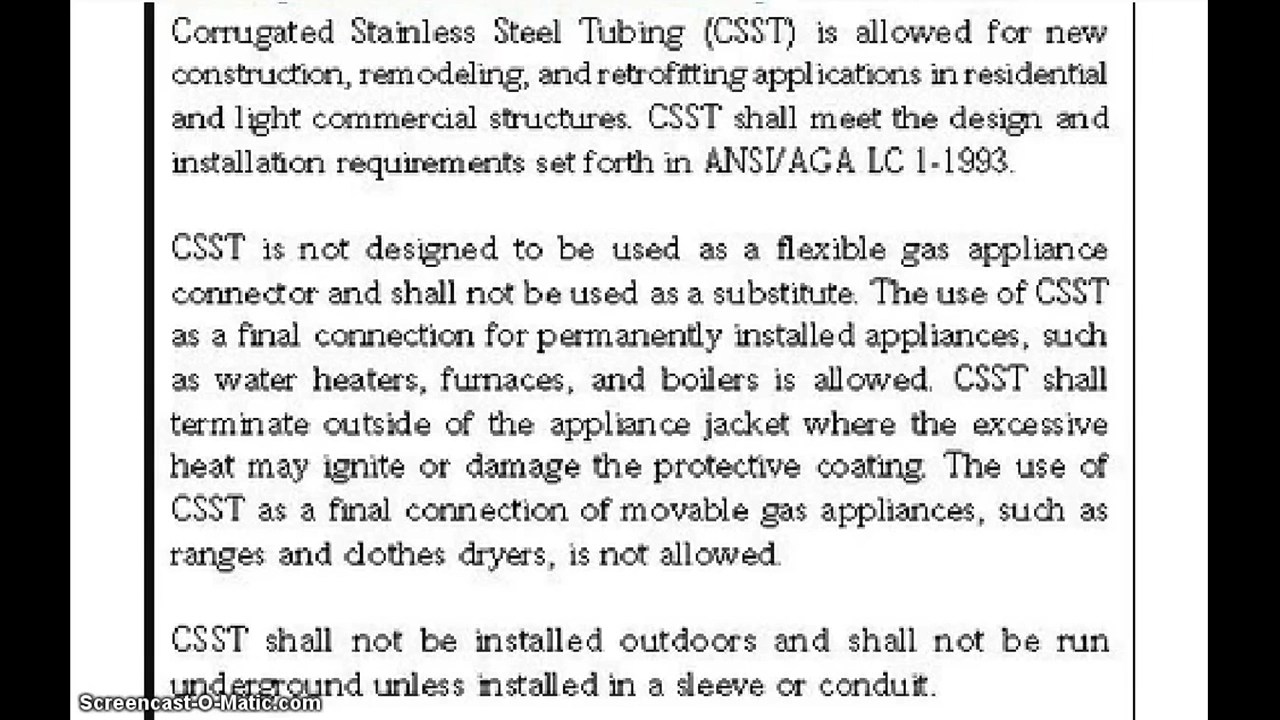 Corrugated Stainless Steel Tubing (CSST) is allowed for new
construction, remodeling, and retrofitting applications in residential
and light commercial structures. CSST shall meet the design and
installation requirements set forth in ANSI/AGA LC 1-1993.
CSST is not designed to be used as a flexible gas appliance
connector and shall not be used as a substitute. The use of CSST
as a final connection for permanently installed appliances, such
as water heaters, furnaces, and boilers is allowed. CSST shall
terminate outside of the appliance jacket where the excessive
heat may ignite or damage the protective coating. The use of
CSST as a final connection of movable gas appliances, such as
ranges and clothes dryers, is not allowed.
CSST shall not be installed outdoors and shall not be run
underground unless installed in a sleeve or conduit.
Screencast-O-Matic.com